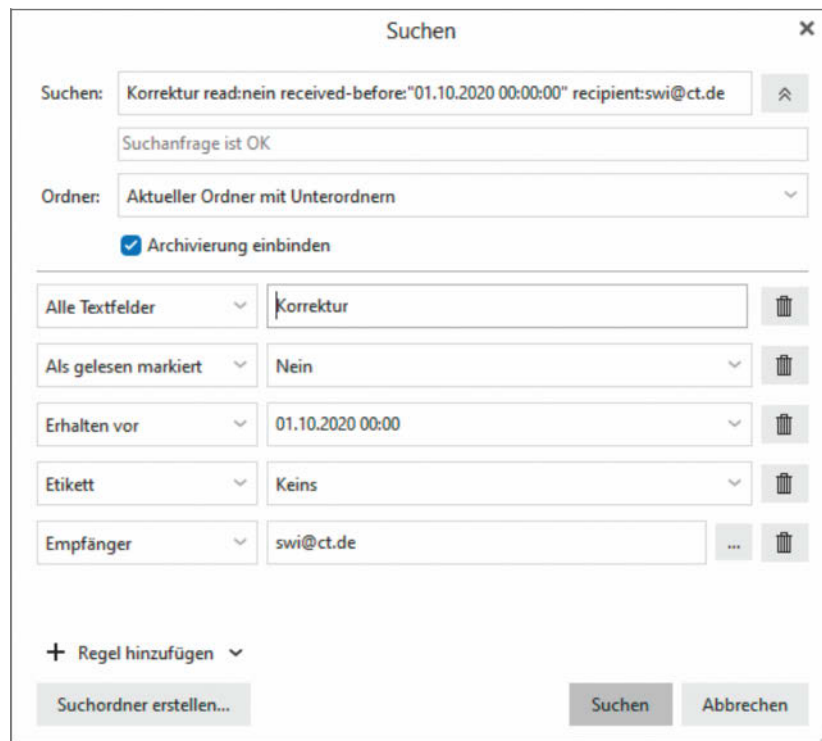 Suchen
Suchen: Korrektur read:nein received-before:"01.10.2020 00:00:00" recipient:swi@ct.de
Suchanfrage ist OK
Ordner: Aktueller Ordner mit Unterordnern
Archivierung einbinden
Alle Textfelder Korrektur
Als gelesen markiert Nein
Erhalten vor 01.10.2020 00:00
Etikett Keins
Empfänger swi@ct.de ...
+ Regel hinzufügen
Suchordner erstellen... Suchen Abbrechen